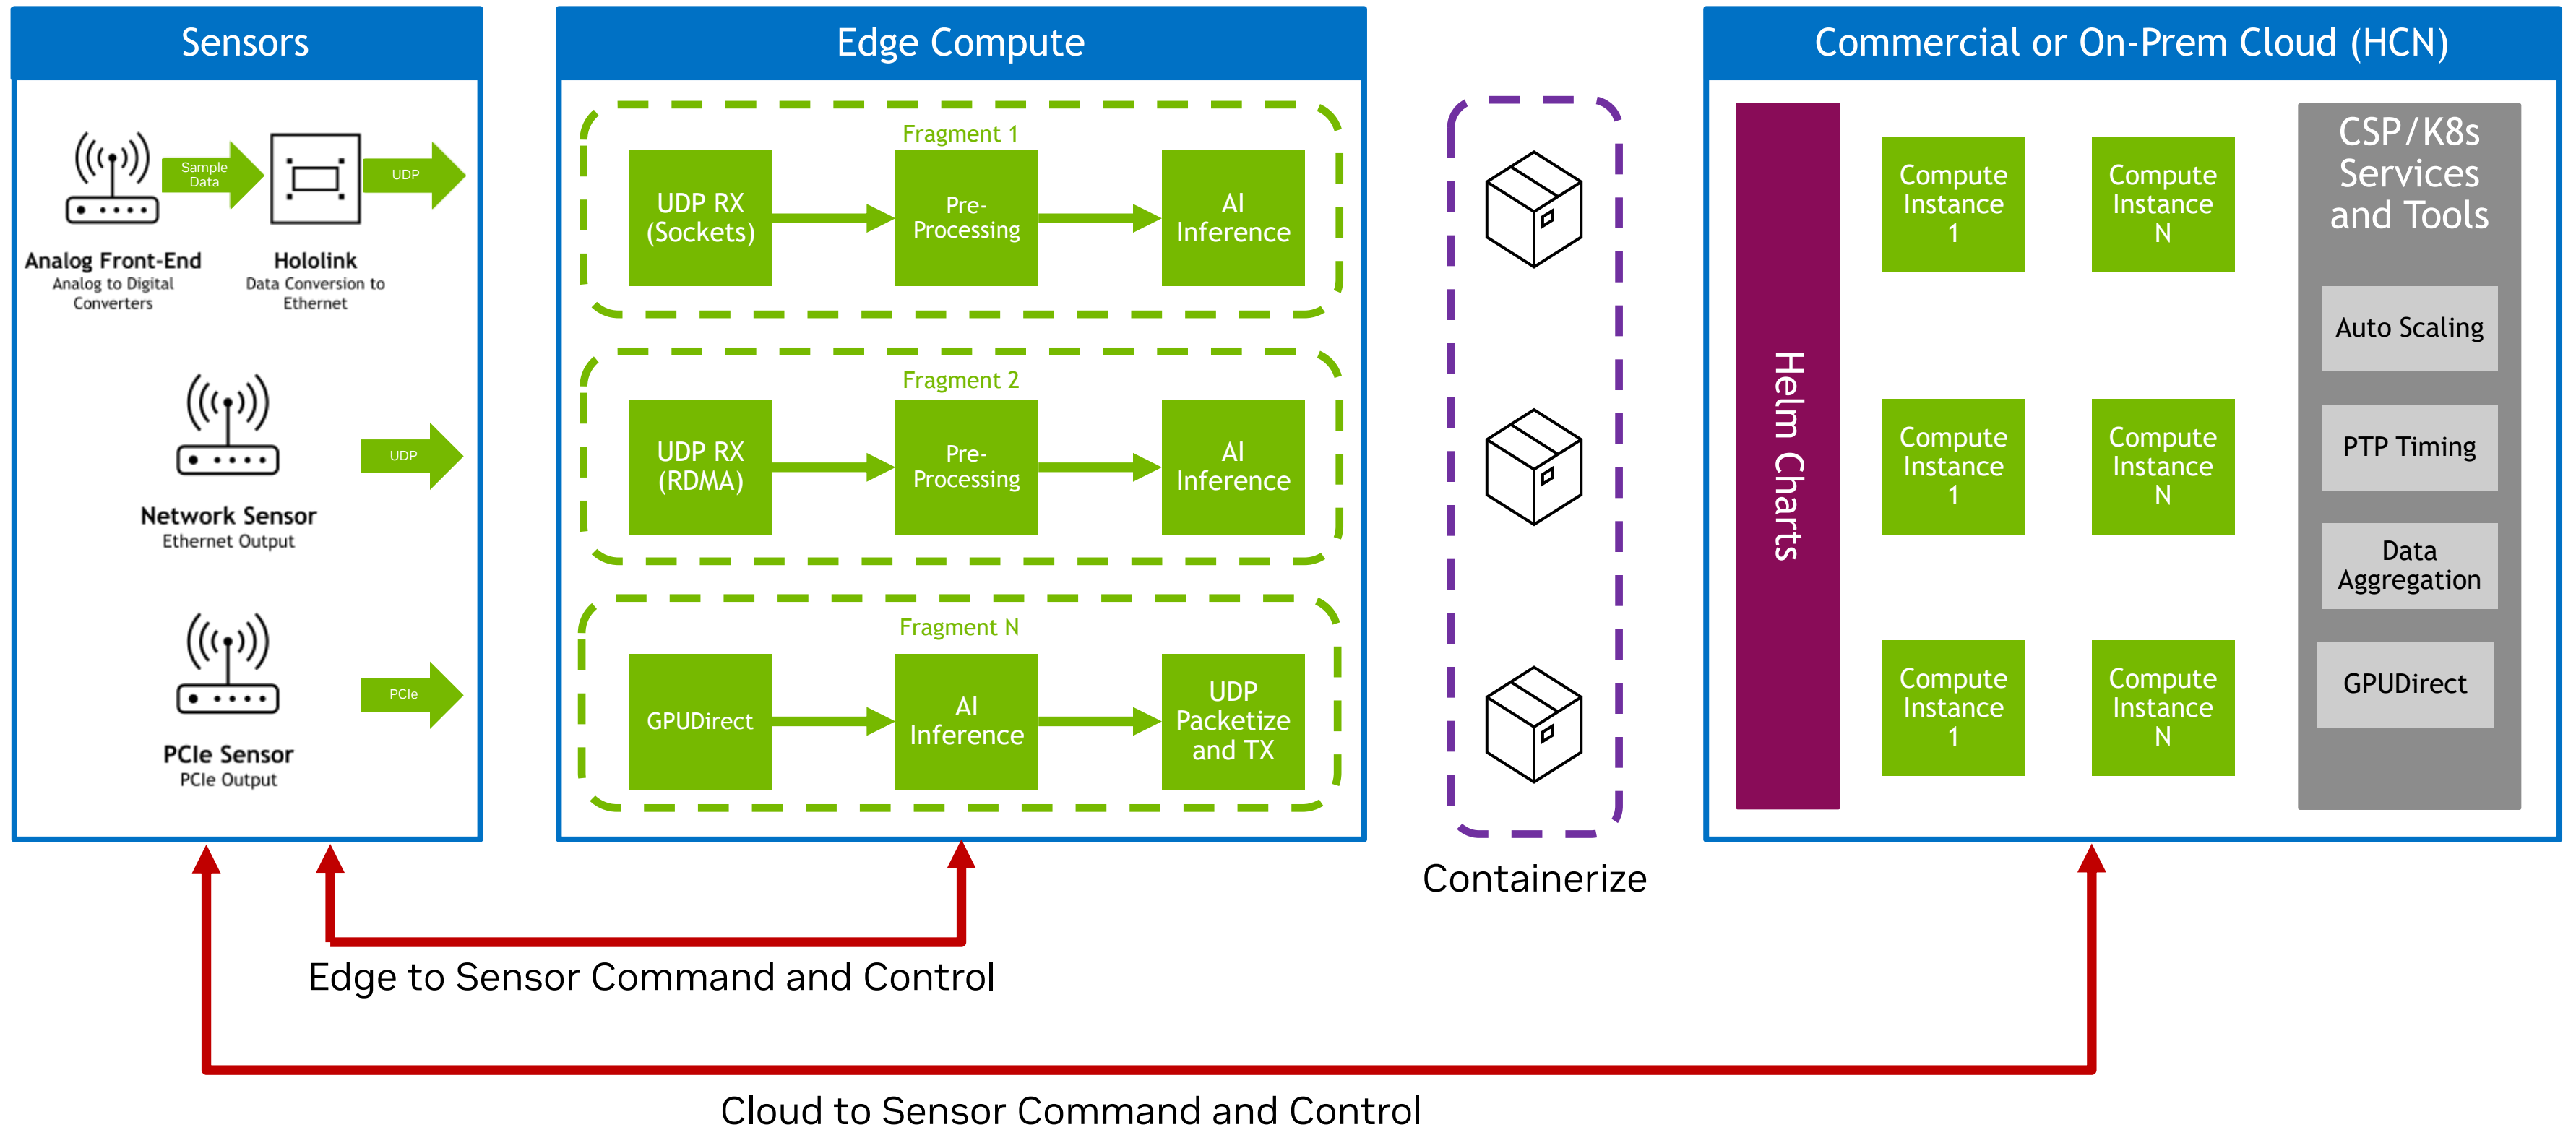 Sensors
Sample
Data
UDP
Analog Front-End
Analog to Digital
Converters
Hololink
Data Conversion to
Ethernet
UDP
Network Sensor
Ethernet Output
PCIe
PCIe Sensor
PCIe Output
Edge Compute
Fragment 1
UDP RX
(Sockets)
Pre-
Processing
AI
Inference
Fragment 2
UDP RX
(RDMA)
Pre-
Processing
AI
Inference
Fragment N
GPUDirect
AI
Inference
UDP
Packetize
and TX
Containerize
Commercial or On-Prem Cloud (HCN)
Helm Charts
Compute
Instance
1
Compute
Instance
N
Compute
Instance
1
Compute
Instance
N
Compute
Instance
1
Compute
Instance
N
CSP/K8s
Services
and Tools
Auto Scaling
PTP Timing
Data
Aggregation
GPUDirect
Edge to Sensor Command and Control
Cloud to Sensor Command and Control